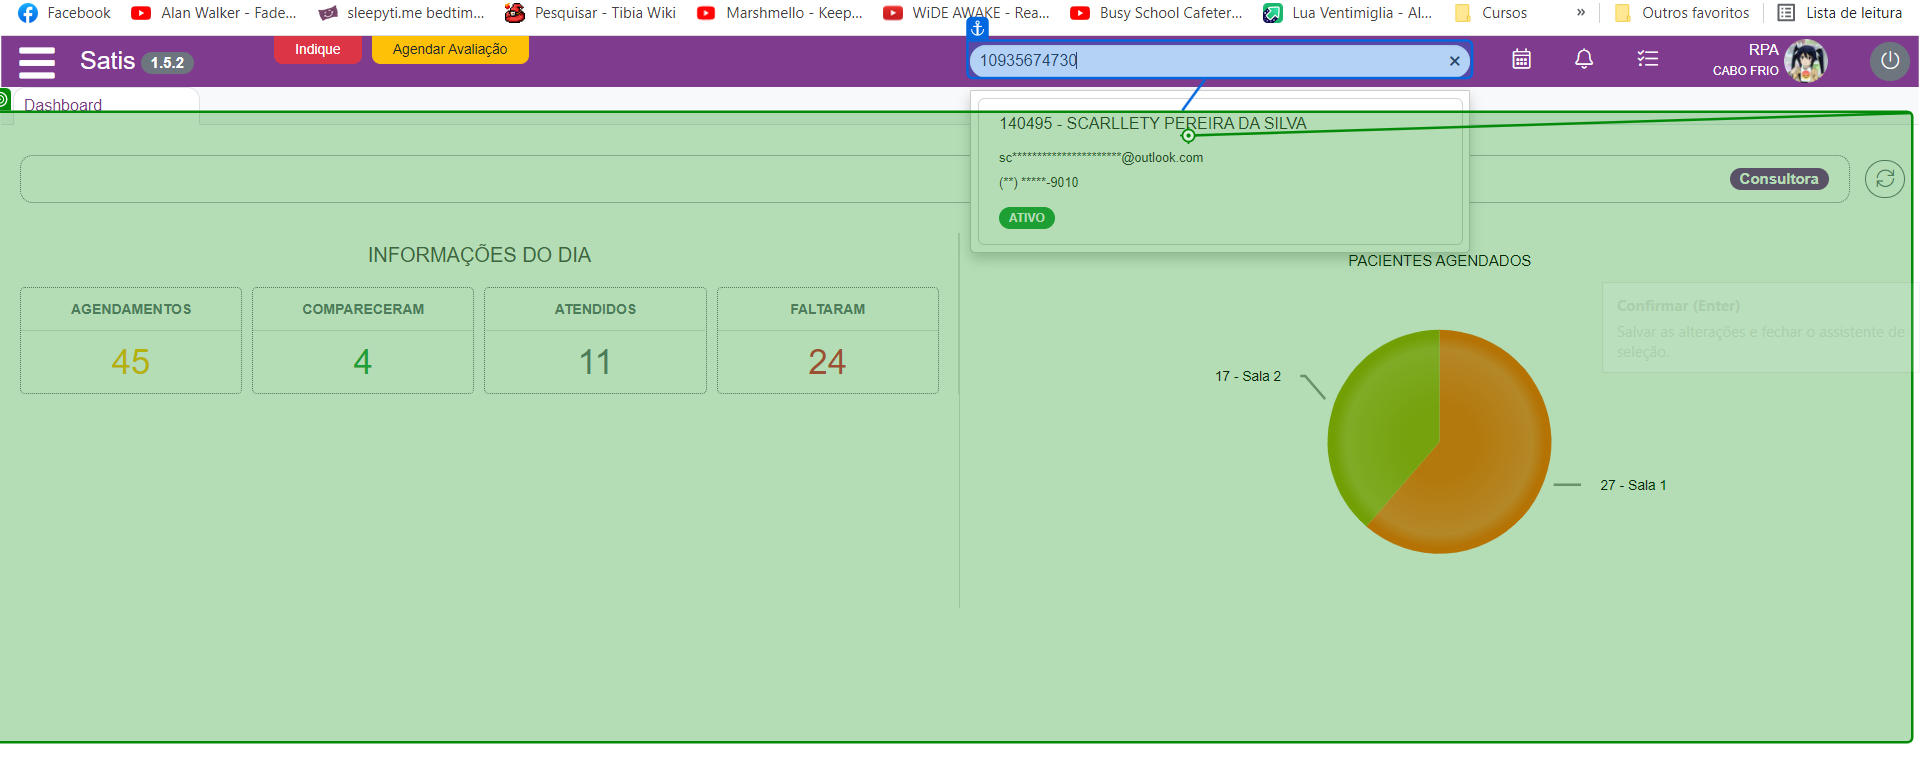 Facebook
Alan Walker - Fade...
sleepyti.me bedtim...
Pesquisar - Tibia Wiki
Marshmello - Keep...
WiDE AWAKE - Rea...
Busy School Cafeter...
Lua Ventimiglia - Al...
Cursos
»
Outros favoritos
Lista de leitura
Satis 1.5.2
Indique
Agendar Avaliação
10935674730
RPA
CABO FRIO
Dashboard
140495 - SCARLLETY PEREIRA DA SILVA
sc**********************@outlook.com
(**) *****-9010
ATIVO
Consultora
INFORMAÇÕES DO DIA
PACIENTES AGENDADOS
AGENDAMENTOS
COMPARECERAM
ATENDIDOS
FALTARAM
45
4
11
24
Confirmar (Enter)
Salvar as alterações e fechar o assistente de
seleção.
17 - Sala 2
27 - Sala 1